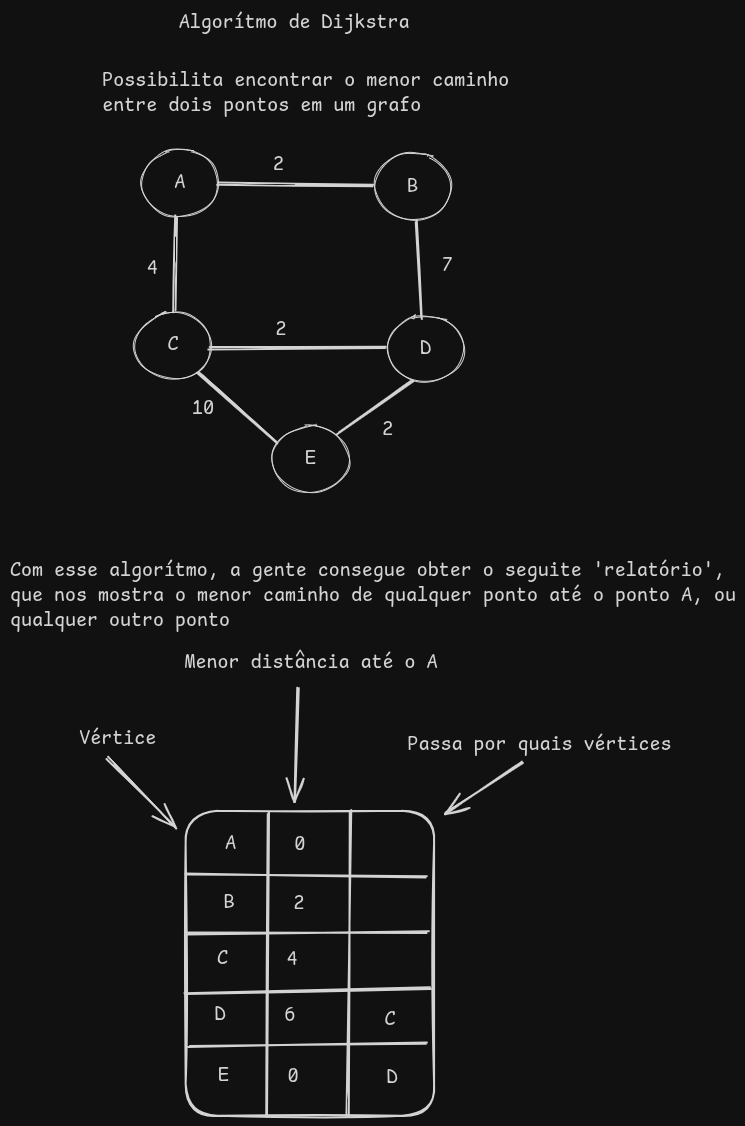 Algorítmo de Dijkstra
Possibilita encontrar o menor caminho
entre dois pontos em um grafo
A
2
B
4
7
C
2
D
10
2
E
Com esse algorítmo, a gente consegue obter o seguite 'relatório',
que nos mostra o menor caminho de qualquer ponto até o ponto A, ou
qualquer outro ponto
Menor distância até o A
Vértice
Passa por quais vértices
A 0
B 2
C 4
D 6 C
E 0 D